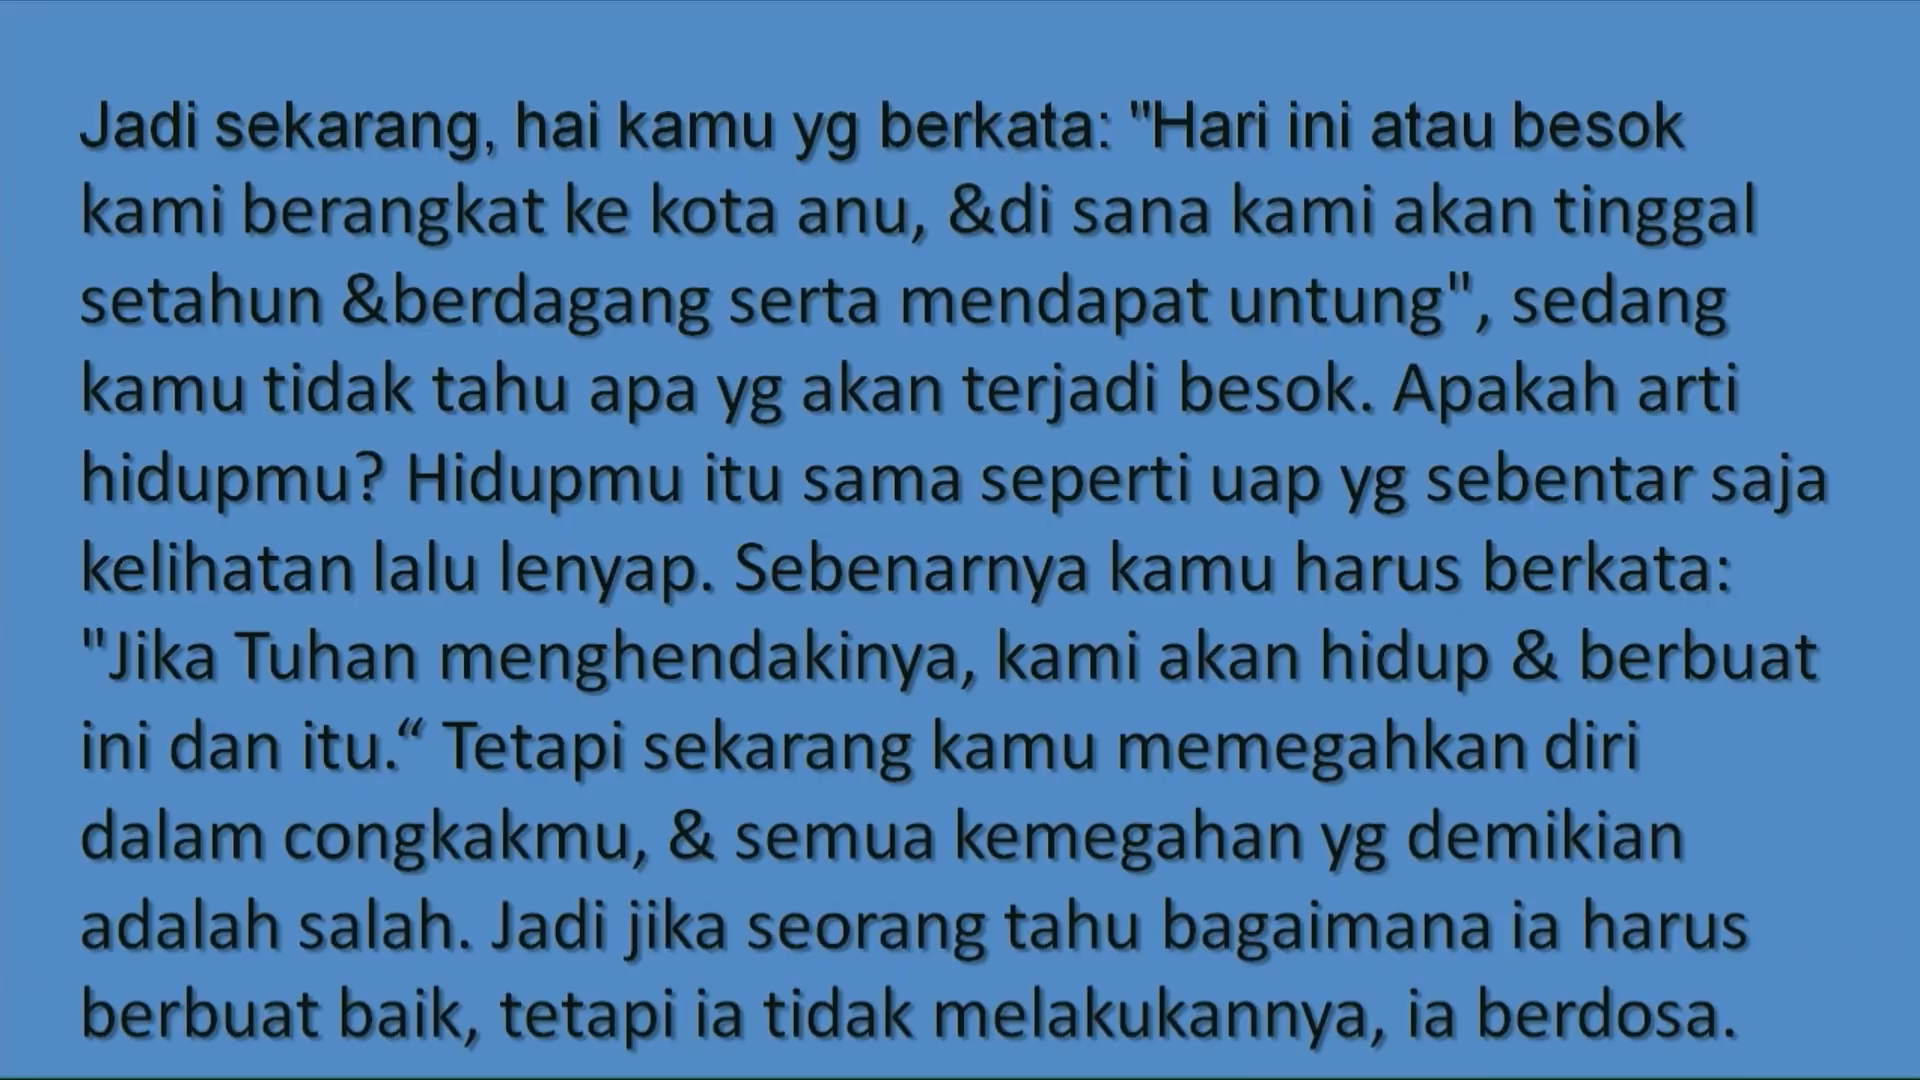 Jadi sekarang, hai kamu yg berkata: "Hari ini atau besok
kami berangkat ke kota anu, &di sana kami akan tinggal
setahun &berdagang serta mendapat untung", sedang
kamu tidak tahu apa yg akan terjadi besok. Apakah arti
hidupmu? Hidupmu itu sama seperti uap yg sebentar saja
kelihatan lalu lenyap. Sebenarnya kamu harus berkata:
"Jika Tuhan menghendakinya, kami akan hidup & berbuat
ini dan itu.“ Tetapi sekarang kamu memegahkan diri
dalam congkakmu, & semua kemegahan yg demikian
adalah salah. Jadi jika seorang tahu bagaimana ia harus
berbuat baik, tetapi ia tidak melakukannya, ia berdosa.